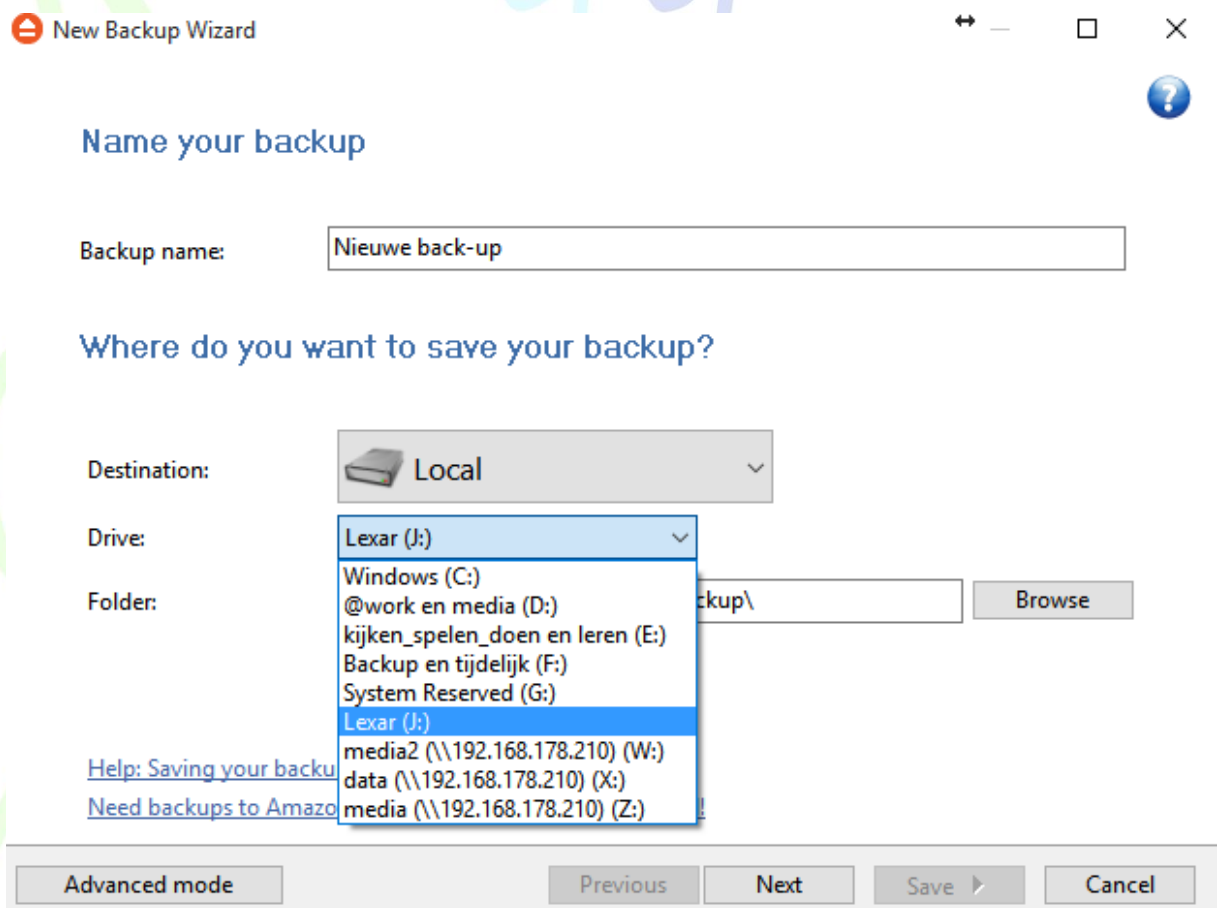 New Backup Wizard
Name your backup
Backup name: Nieuwe back-up
Where do you want to save your backup?
Destination: Local
Drive: Lexar (J:)
Windows (C:)
@work en media (D:)
kijken_spelen_doen en leren (E:)
Backup en tijdelijk (F:)
System Reserved (G:)
Lexar (J:)
media2 (\\192.168.178.210) (W:)
data (\\192.168.178.210) (X:)
media (\\192.168.178.210) (Z:)
Folder: ckup\ Browse
Help: Saving your backu
Need backups to Amazo !
Advanced mode Previous Next Save Cancel